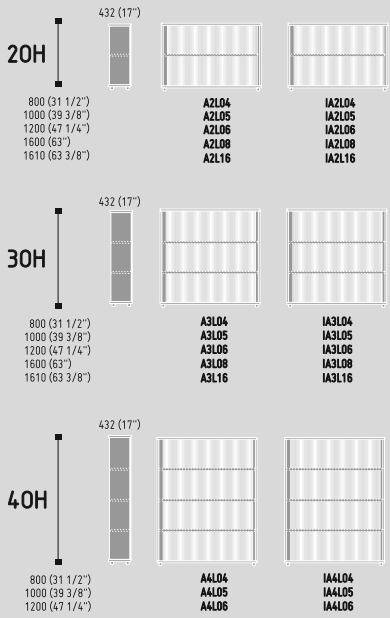 432 (17")
20H
800 (31 1/2") A2L04 IA2L04
1000 (39 3/8") A2L05 IA2L05
1200 (47 1/4") A2L06 IA2L06
1600 (63") A2L08 IA2L08
1610 (63 3/8") A2L16 IA2L16
432 (17")
30H
800 (31 1/2") A3L04 IA3L04
1000 (39 3/8") A3L05 IA3L05
1200 (47 1/4") A3L06 IA3L06
1600 (63") A3L08 IA3L08
1610 (63 3/8") A3L16 IA3L16
432 (17")
40H
800 (31 1/2") A4L04 IA4L04
1000 (39 3/8") A4L05 IA4L05
1200 (47 1/4") A4L06 IA4L06